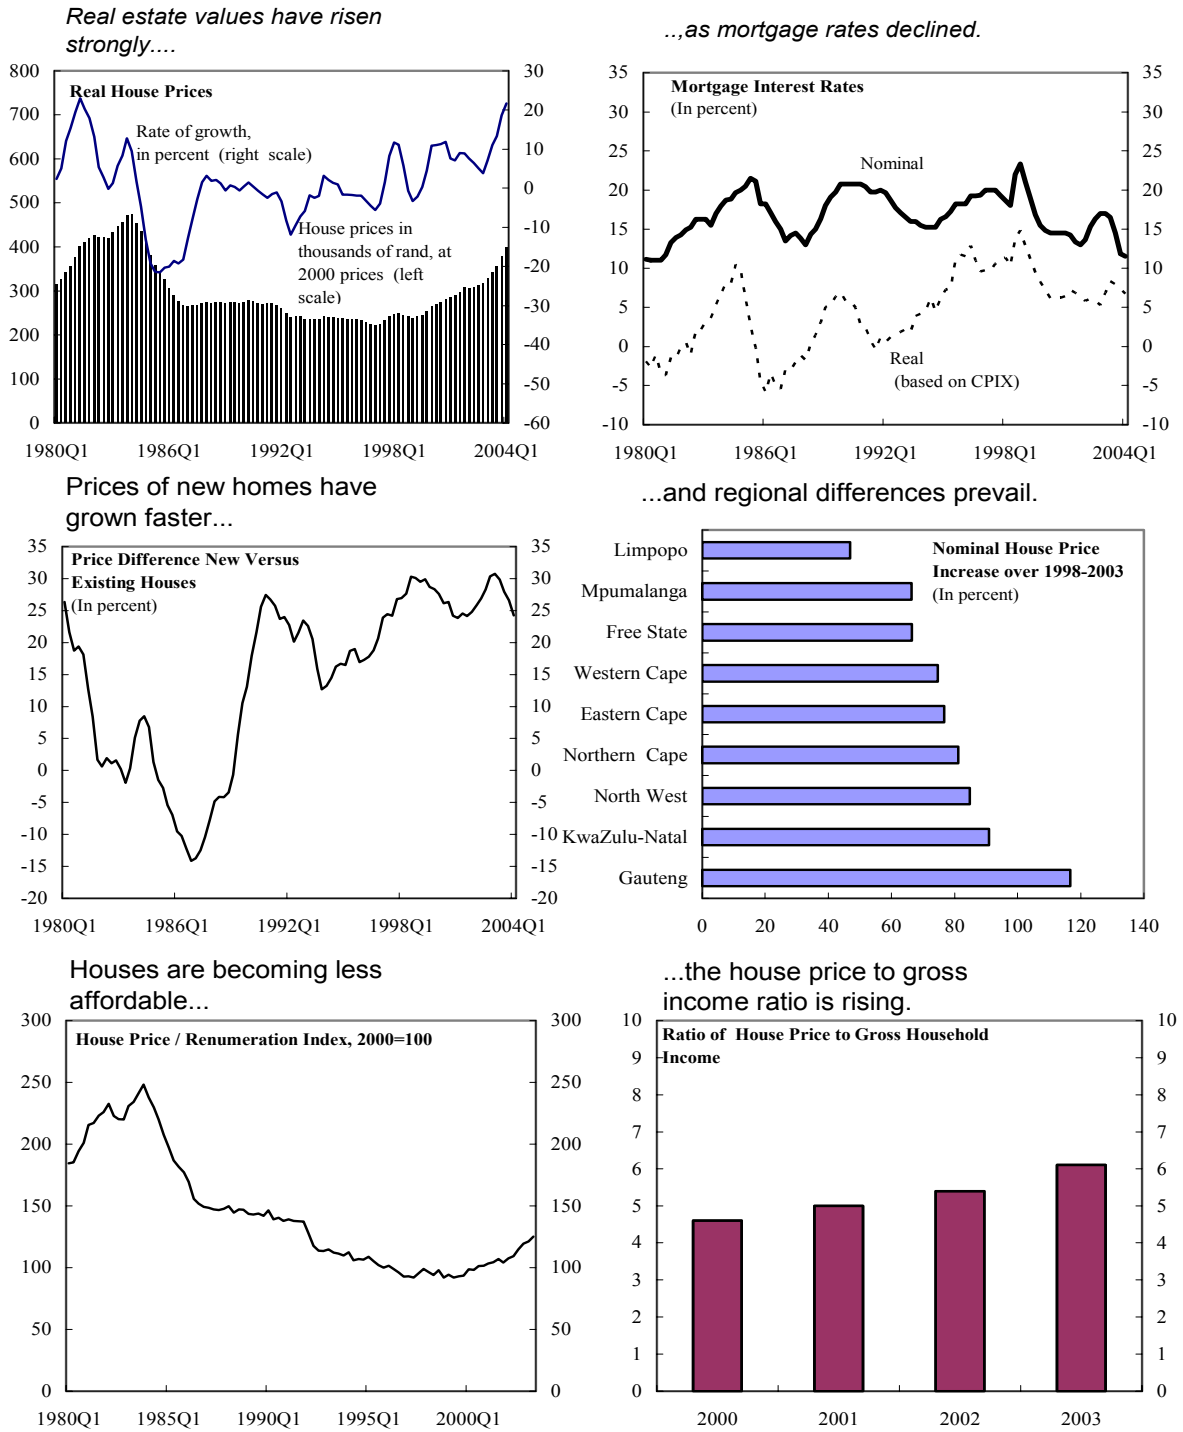 Real estate values have risen
strongly....
800
700
600
500
400
300
200
100
0
30
20
10
0
-10
-20
-30
-40
-50
-60
Real House Prices
Rate of growth,
in percent (right scale)
House prices in
thousands of rand, at
2000 prices (left
scale)
1980Q1
1986Q1
1992Q1
1998Q1
2004Q1
..,as mortgage rates declined.
35
30
25
20
15
10
5
0
-5
-10
35
30
25
20
15
10
5
0
-5
-10
Mortgage Interest Rates
(In percent)
Nominal
Real
(based on CPIX)
1980Q1
1986Q1
1992Q1
1998Q1
2004Q1
Prices of new homes have
grown faster...
35
30
25
20
15
10
5
0
-5
-10
-15
-20
35
30
25
20
15
10
5
0
-5
-10
-15
-20
Price Difference New Versus
Existing Houses
(In percent)
1980Q1
1986Q1
1992Q1
1998Q1
2004Q1
...and regional differences prevail.
Nominal House Price
Increase over 1998-2003
(In percent)
Limpopo
Mpumalanga
Free State
Western Cape
Eastern Cape
Northern Cape
North West
KwaZulu-Natal
Gauteng
0
20
40
60
80
100
120
140
Houses are becoming less
affordable...
300
250
200
150
100
50
0
300
250
200
150
100
50
0
House Price / Renumeration Index, 2000=100
1980Q1
1985Q1
1990Q1
1995Q1
2000Q1
...the house price to gross
income ratio is rising.
10
9
8
7
6
5
4
3
2
1
0
10
9
8
7
6
5
4
3
2
1
0
Ratio of House Price to Gross Household
Income
2000
2001
2002
2003